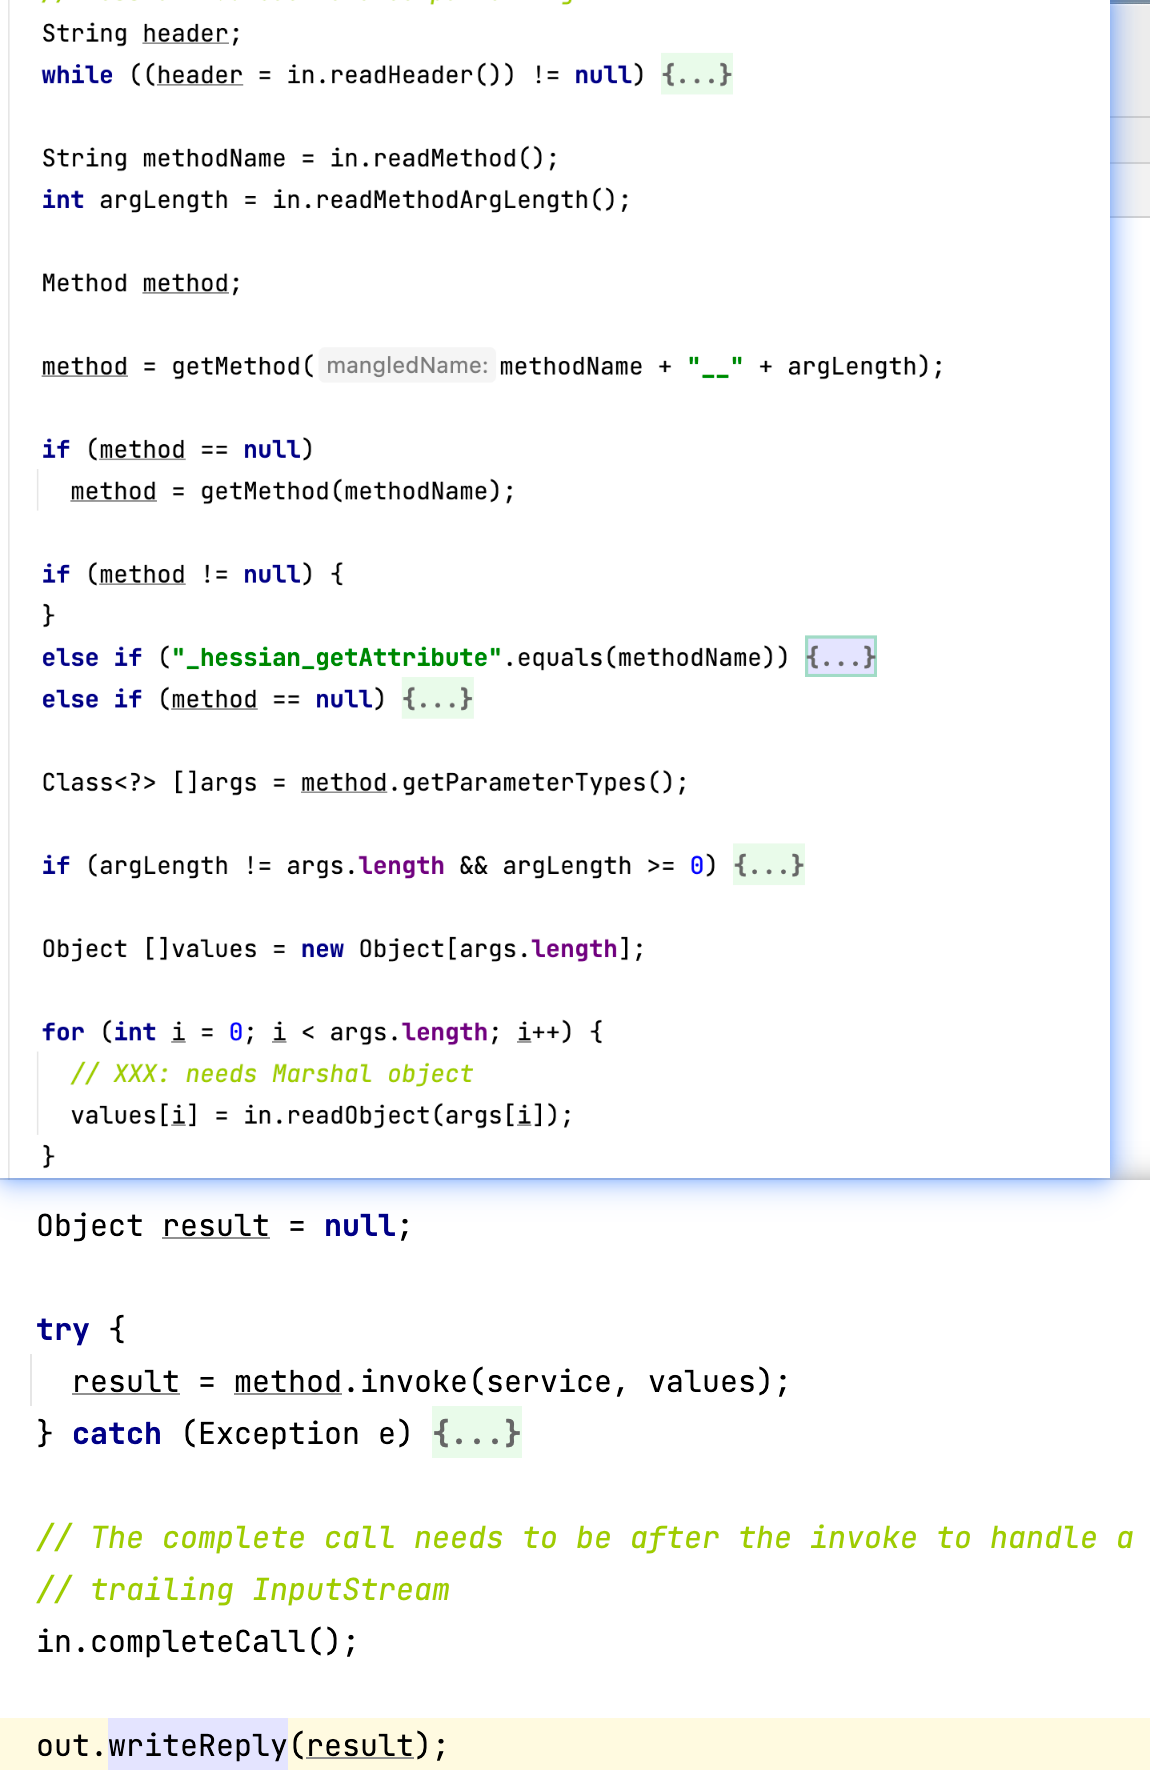 String header;
while ((header = in.readHeader()) != null) {...}
String methodName = in.readMethod();
int argLength = in.readMethodArgLength();
Method method;
method = getMethod( mangledName: methodName + "__" + argLength);
if (method == null)
method = getMethod(methodName);
if (method != null) {
}
else if ("_hessian_getAttribute".equals(methodName)) {...}
else if (method == null) {...}
Class<?> []args = method.getParameterTypes();
if (argLength != args.length && argLength >= 0) {...}
Object []values = new Object[args.length];
for (int i = 0; i < args.length; i++) {
// XXX: needs Marshal object
values[i] = in.readObject(args[i]);
}
Object result = null;
try {
result = method.invoke(service, values);
} catch (Exception e) {...}
// The complete call needs to be after the invoke to handle a
// trailing InputStream
in.completeCall();
out.writeReply(result);